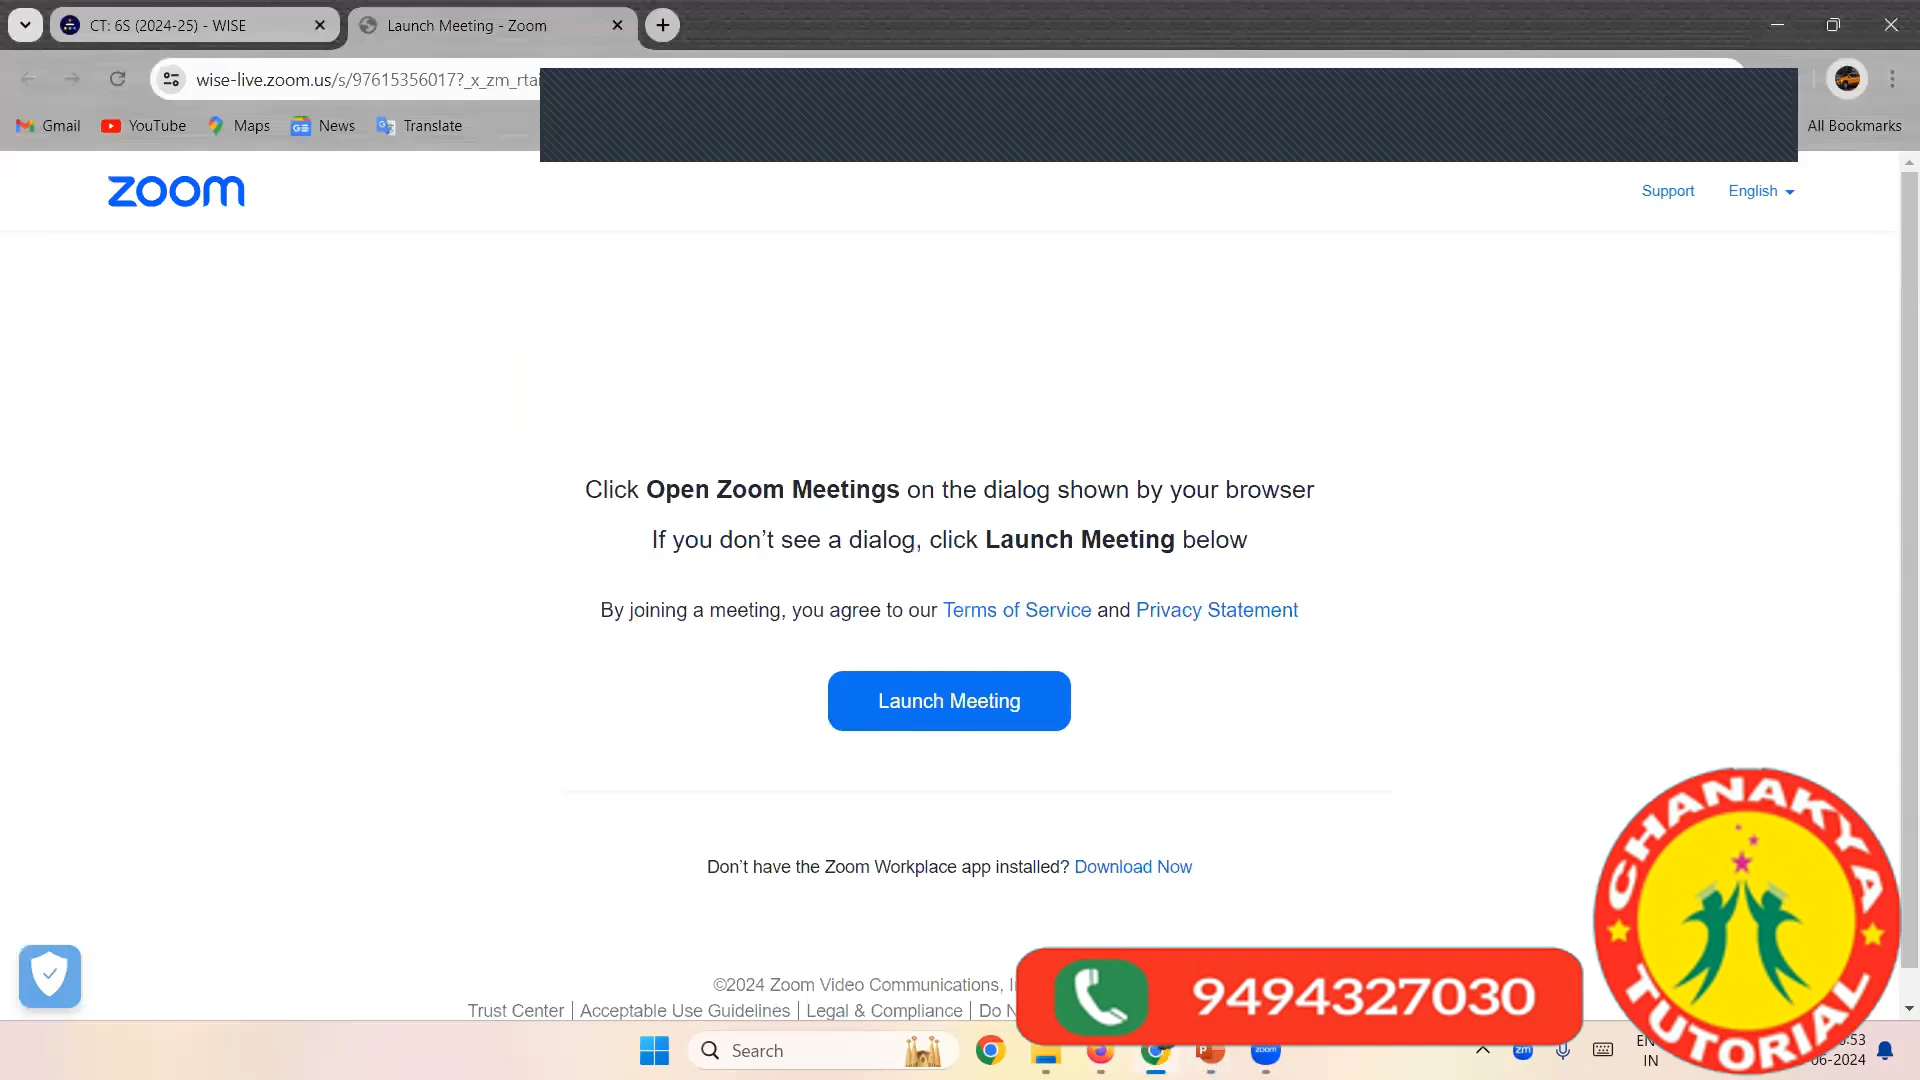 CT: 6S (2024-25) - WISE
Launch Meeting - Zoom
wise-live.zoom.us/s/97615356017?_x_zm_rtai
Gmail
YouTube
Maps
News
Translate
All Bookmarks
zoom
Support
English
Click Open Zoom Meetings on the dialog shown by your browser
If you don’t see a dialog, click Launch Meeting below
By joining a meeting, you agree to our Terms of Service and Privacy Statement
Launch Meeting
Don’t have the Zoom Workplace app installed? Download Now
©2024 Zoom Video Communications,
Trust Center | Acceptable Use Guidelines | Legal & Compliance | Do
9494327030
CHANAKYA
TUTORIAL
Search
zoom
zm
IN